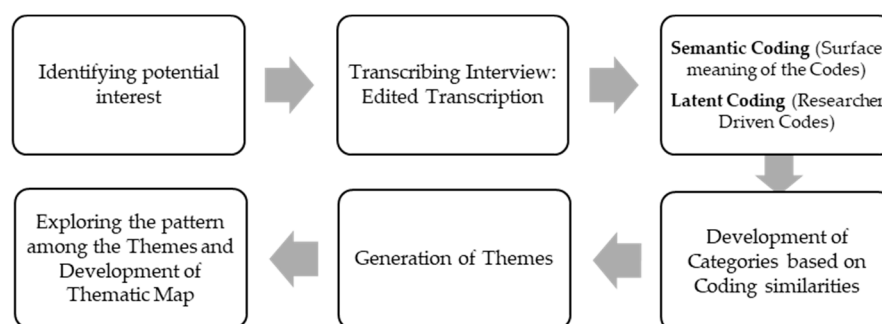 Identifying potential
interest
Transcribing Interview:
Edited Transcription
Semantic Coding (Surface
meaning of the Codes)
Latent Coding (Researcher
Driven Codes)
Development of
Categories based on
Coding similarities
Generation of Themes
Exploring the pattern
among the Themes and
Development of
Thematic Map